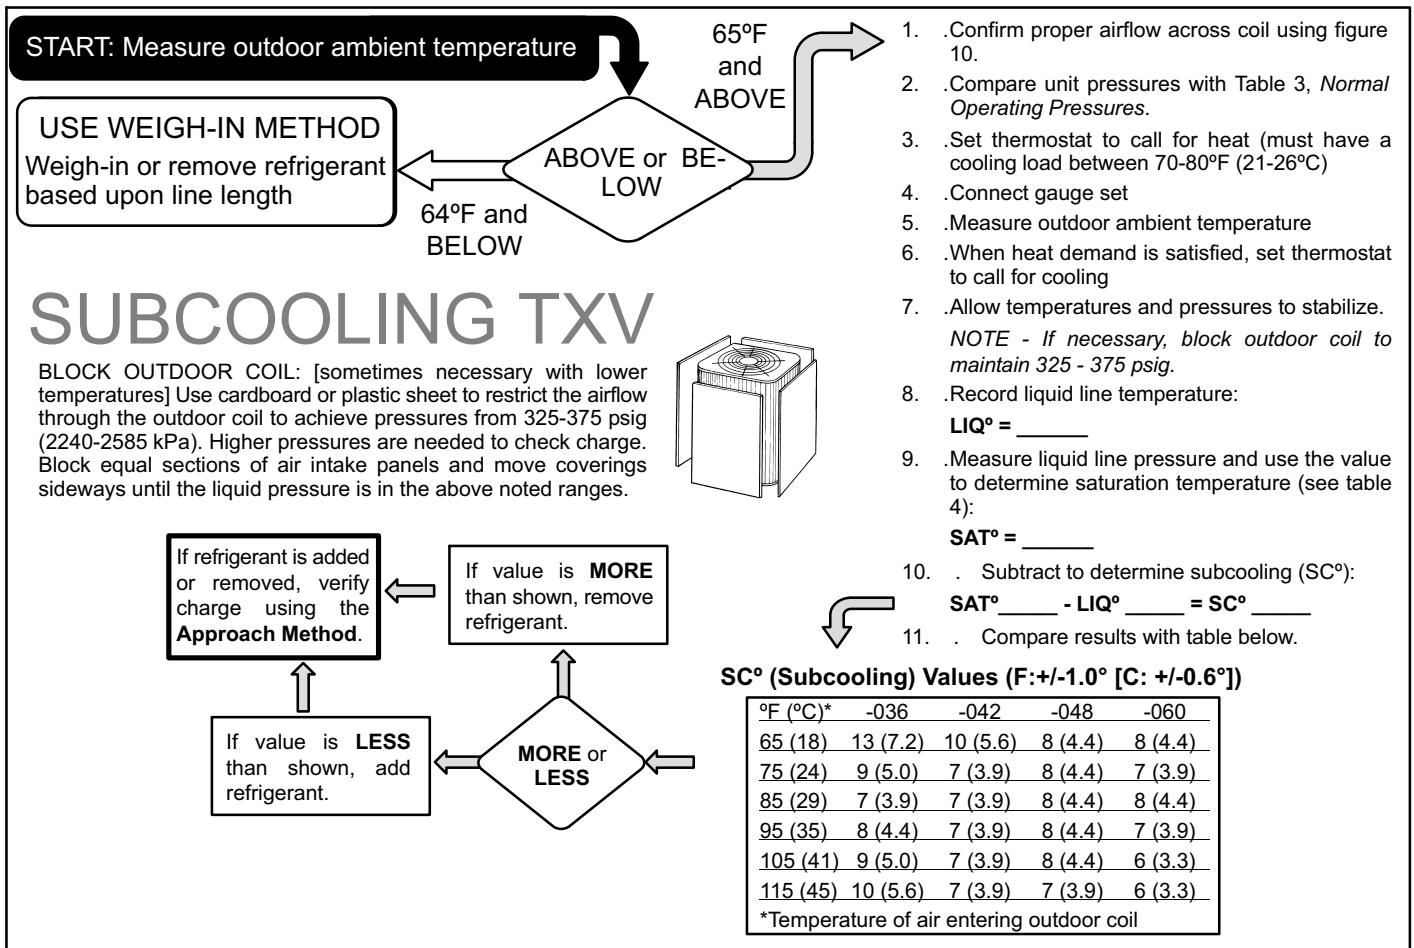 START: Measure outdoor ambient temperature
USE WEIGH-IN METHOD
Weigh-in or remove refrigerant
based upon line length
ABOVE or BE-
LOW
64ºF and
BELOW
65ºF
and
ABOVE
SUBCOOLING TXV
BLOCK OUTDOOR COIL: [sometimes necessary with lower
temperatures] Use cardboard or plastic sheet to restrict the airflow
through the outdoor coil to achieve pressures from 325-375 psig
(2240-2585 kPa). Higher pressures are needed to check charge.
Block equal sections of air intake panels and move coverings
sideways until the liquid pressure is in the above noted ranges.
1. .Confirm proper airflow across coil using figure
10.
2. .Compare unit pressures with Table 3, Normal
Operating Pressures.
3. .Set thermostat to call for heat (must have a
cooling load between 70-80ºF (21-26ºC)
4. .Connect gauge set
5. .Measure outdoor ambient temperature
6. .When heat demand is satisfied, set thermostat
to call for cooling
7. .Allow temperatures and pressures to stabilize.
NOTE - If necessary, block outdoor coil to
maintain 325 - 375 psig.
8. .Record liquid line temperature:
LIQº = ______
9. .Measure liquid line pressure and use the value
to determine saturation temperature (see table
4):
SATº = ______
10. . Subtract to determine subcooling (SCº):
SATº_____ - LIQº _____ = SCº _____
11. . Compare results with table below.
SCº (Subcooling) Values (F:+/-1.0° [C: +/-0.6°])
ºF (ºC)* -036 -042 -048 -060
65 (18) 13 (7.2) 10 (5.6) 8 (4.4) 8 (4.4)
75 (24) 9 (5.0) 7 (3.9) 8 (4.4) 7 (3.9)
85 (29) 7 (3.9) 7 (3.9) 8 (4.4) 8 (4.4)
95 (35) 8 (4.4) 7 (3.9) 8 (4.4) 7 (3.9)
105 (41) 9 (5.0) 7 (3.9) 8 (4.4) 6 (3.3)
115 (45) 10 (5.6) 7 (3.9) 7 (3.9) 6 (3.3)
*Temperature of air entering outdoor coil
MORE or
LESS
If value is MORE
than shown, remove
refrigerant.
If value is LESS
than shown, add
refrigerant.
If refrigerant is added
or removed, verify
charge using the
Approach Method.